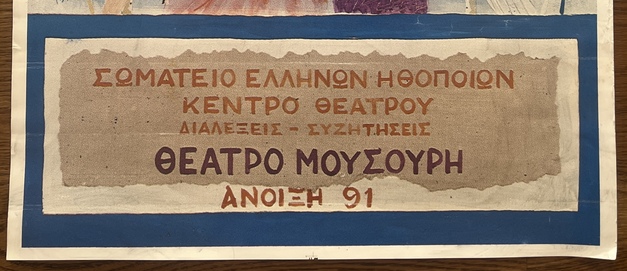 ΣΩΜΑΤΕΙΟ ΕΛΛΗΝΩΝ ΗΘΟΠΟΙΩΝ
ΚΕΝΤΡΟ ΘΕΑΤΡΟΥ
ΔΙΑΛΕΞΕΙΣ - ΣΥΖΗΤΗΣΕΙΣ
ΘΕΑΤΡΟ ΜΟΥΣΟΥΡΗ
ΑΝΟΙΞΗ 91